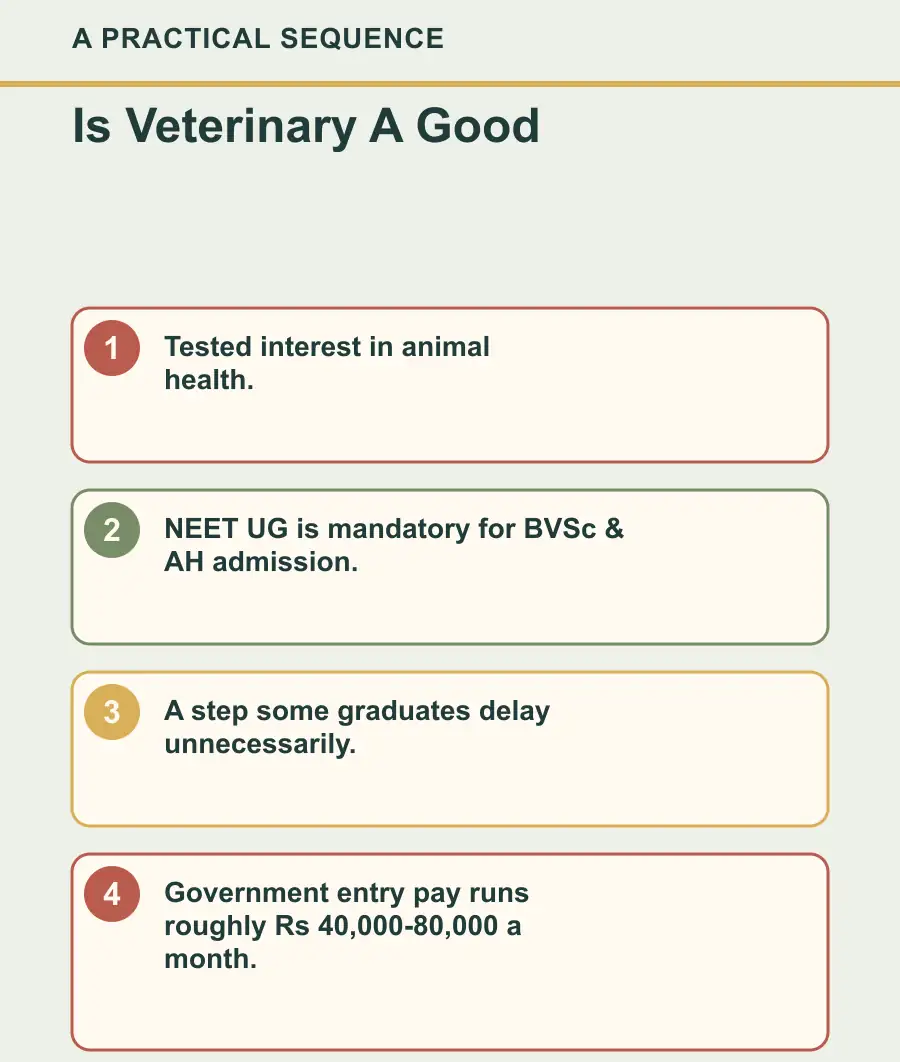 A PRACTICAL SEQUENCE
Is Veterinary A Good
1
Tested interest in animal
health.
2
NEET UG is mandatory for BVSc &
AH admission.
3
A step some graduates delay
unnecessarily.
4
Government entry pay runs
roughly Rs 40,000-80,000 a
month.